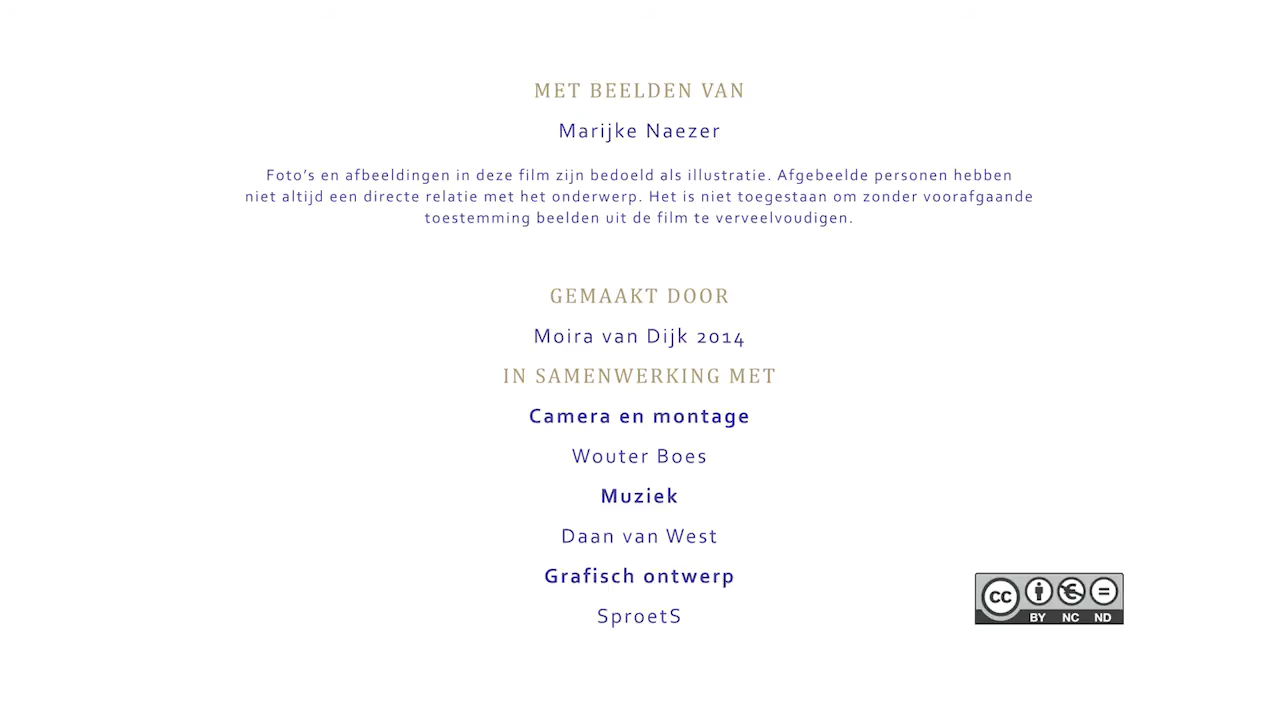 MET BEELDEN VAN
Marijke Naezer
Foto's en afbeeldingen in deze film zijn bedoeld als illustratie. Afgebeelde personen hebben
niet altijd een directe relatie met het onderwerp. Het is niet toegestaan om zonder voorafgaande
toestemming beelden uit de film te verveelvoudigen.
GEMAAKT DOOR
Moira van Dijk 2014
IN SAMENWERKING MET
Camera en montage
Wouter Boes
Muziek
Daan van West
Grafisch ontwerp
SproetS
CC BY NC ND